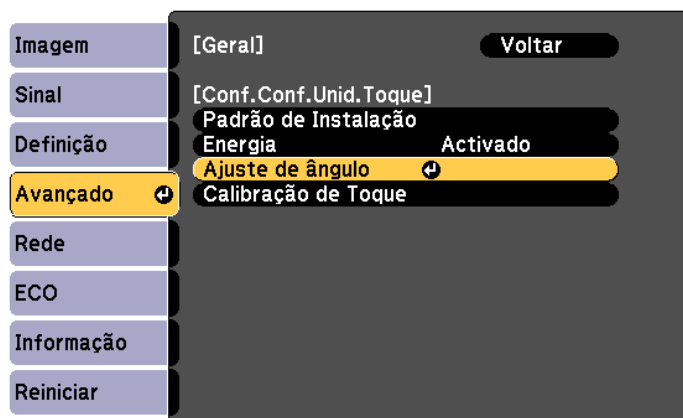 Imagem
Sinal
Definição
Avançado
Rede
ECO
Informação
Reiniciar
[Geral] Voltar
[Conf.Conf.Unid.Toque]
Padrão de Instalação
Energia Activado
Ajuste de ângulo
Calibração de Toque